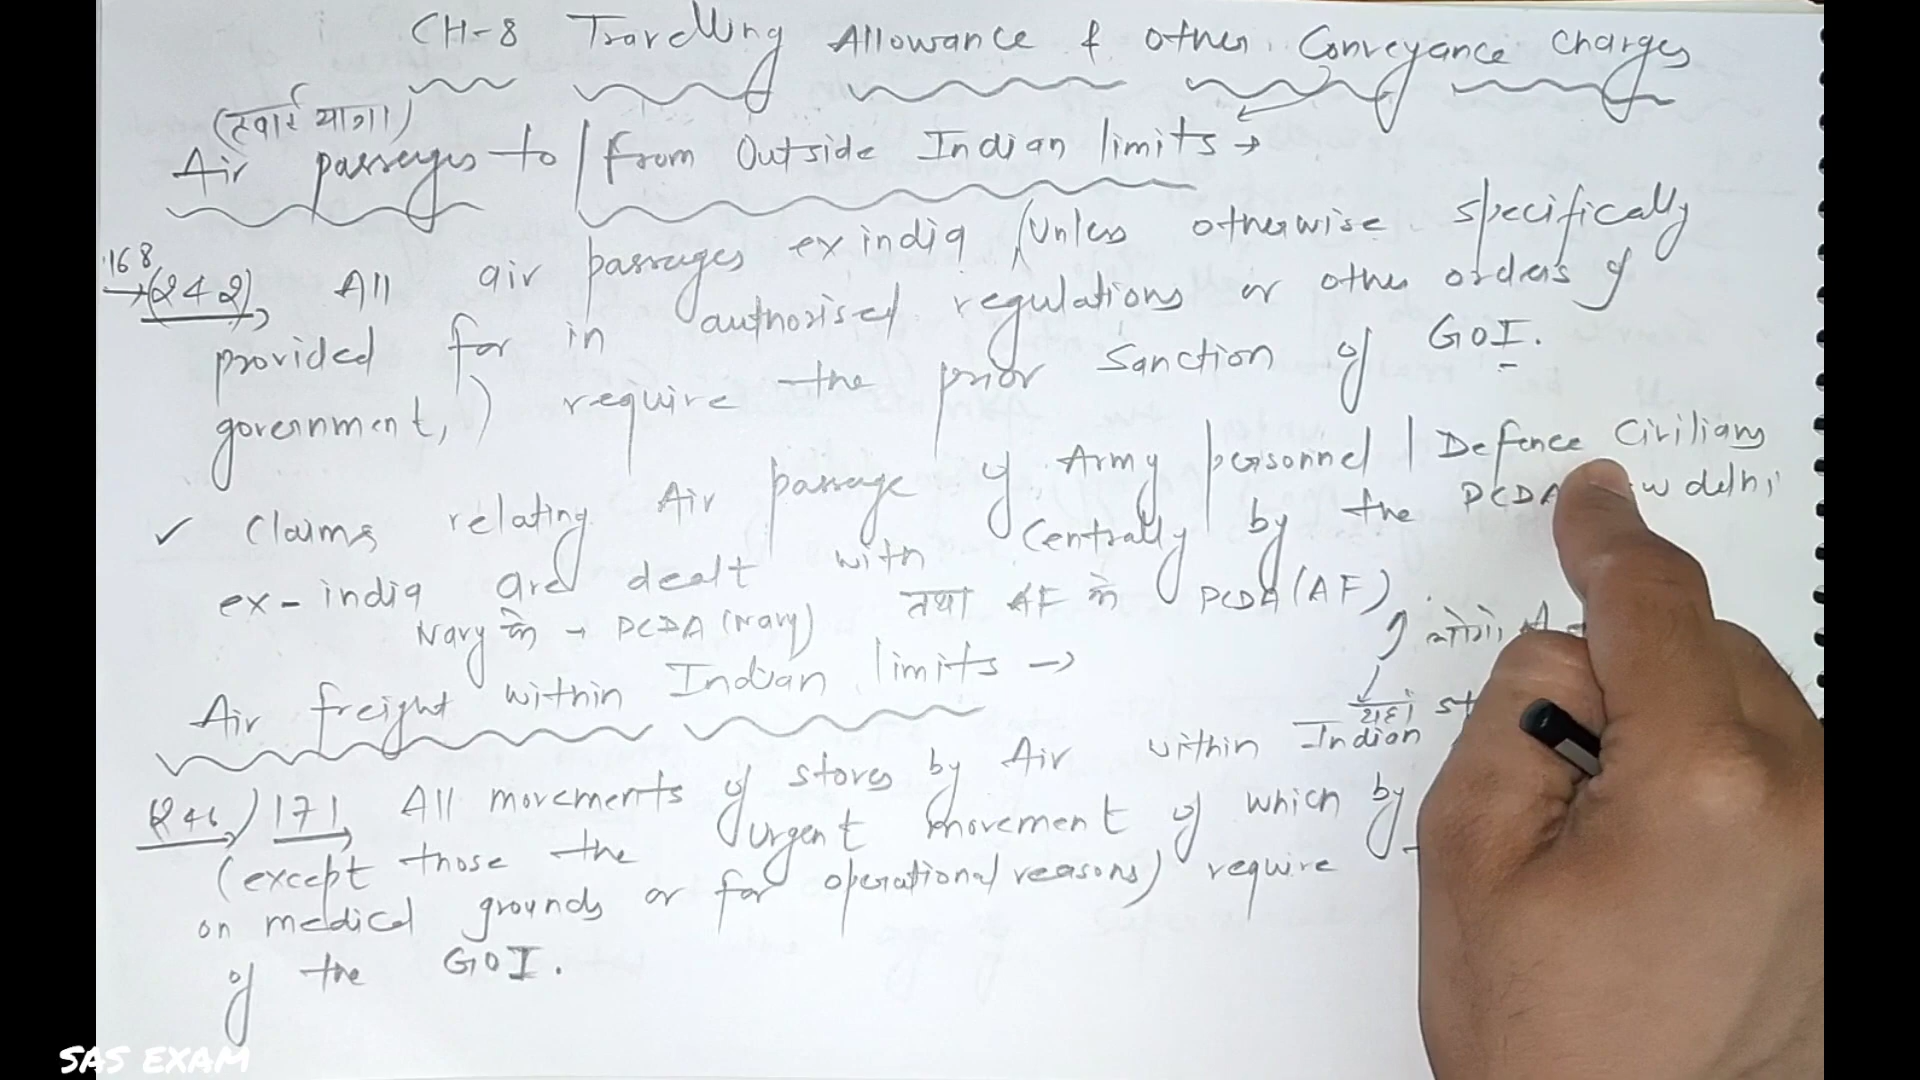 CH-8 Travelling Allowance & other Conveyance charges
(हवाई यात्रा)
Air passages to / from Outside Indian limits →
168
→(242), All air passages ex india (Unless otherwise specifically
provided for in authorised regulations or other orders of
government,) require the prior Sanction of GOI.
✓ Claims relating Air passage of Army personnel / Defence Civilians
ex-india are dealt with Centrally by the PCDA New delhi
Navy के → PCDA (Navy) तथा AF के PCDA (AF)
Air freight within Indian limits →
यहां
(246)/171, All movements of stores by Air within Indian
(except those the urgent movement of which by
on medical grounds or for operational reasons) require
of the GOI.
SAS EXAM